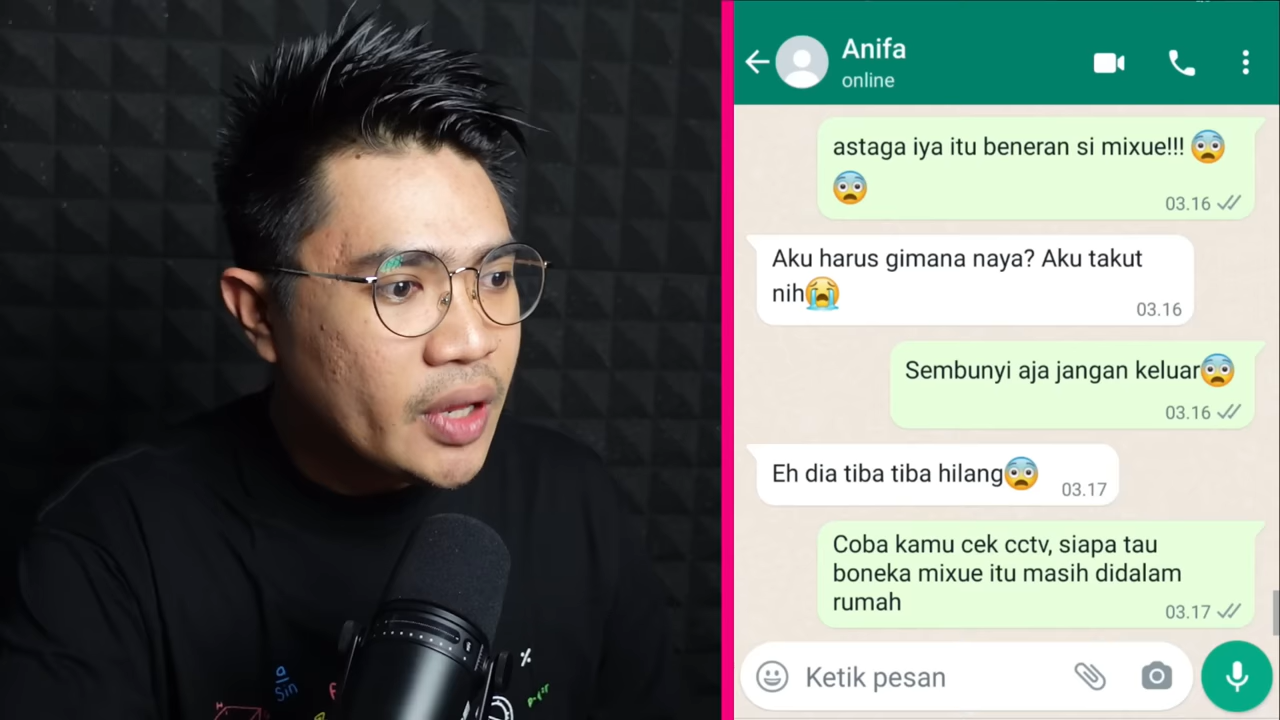 Anifa
online
astaga iya itu beneran si mixue!!! 😨
😨
03.16
Aku harus gimana naya? Aku takut
nih😭
03.16
Sembunyi aja jangan keluar😨
03.16
Eh dia tiba tiba hilang😨
03.17
Coba kamu cek cctv, siapa tau
boneka mixue itu masih didalam
rumah
03.17
Ketik pesan
a
Sin
%